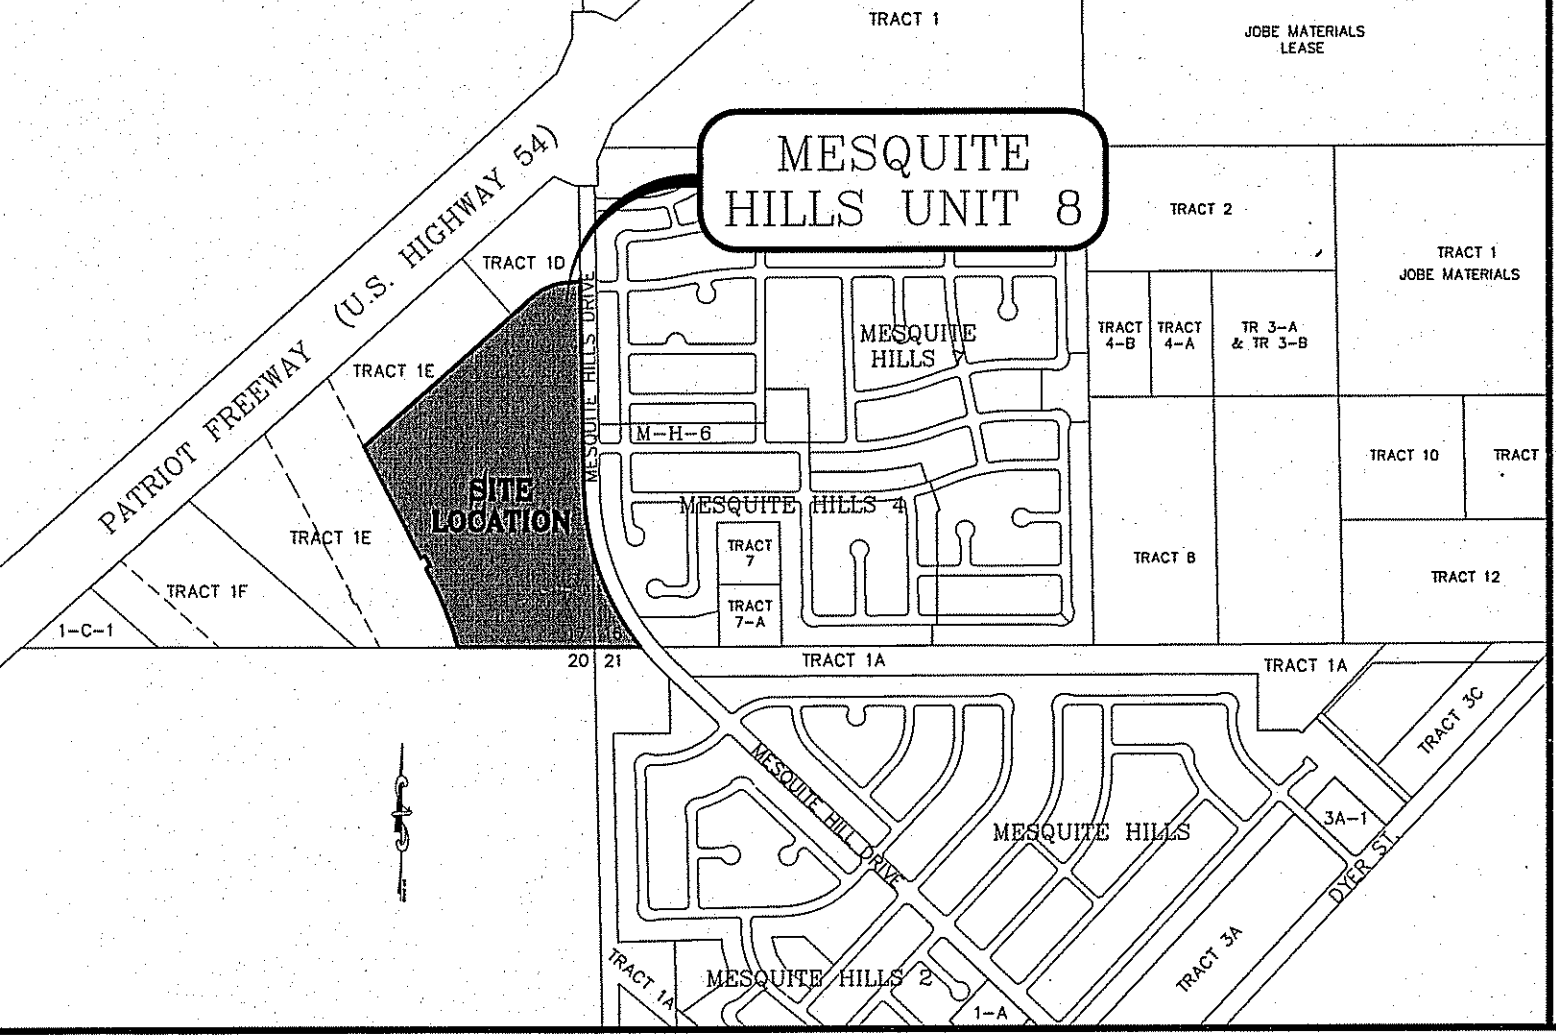 TRACT 1
JOBE MATERIALS
LEASE
MESQUITE
HILLS UNIT 8
PATRIOT FREEWAY (U.S. HIGHWAY 54)
TRACT 2
TRACT 1D
TRACT 1
JOBE MATERIALS
MESQUITE HILLS DRIVE
MESQUITE
HILLS 7
TRACT
4-B
TRACT
4-A
TR 3-A
& TR 3-B
TRACT 1E
M-H-6
TRACT 10
TRACT
SITE
LOCATION
MESQUITE HILLS 4
TRACT 1E
TRACT
7
TRACT B
TRACT 12
TRACT 1F
TRACT
7-A
1-C-1
16
20 21
TRACT 1A
TRACT 1A
TRACT 3C
MESQUITE HILL DRIVE
MESQUITE HILLS
3A-1
DYER ST.
TRACT 3A
TRACT 1A
MESQUITE HILLS 2
1-A